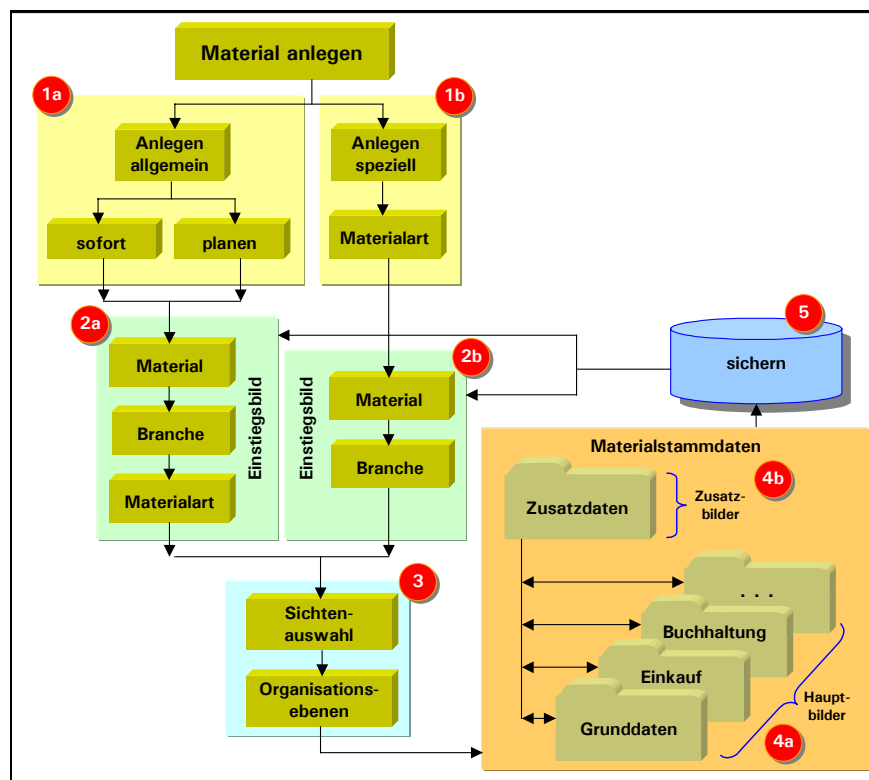 Material anlegen
1a
1b
Anlegen
allgemein
Anlegen
speziell
sofort
planen
Materialart
2a
Material
Branche
Materialart
Einstiegsbild
2b
Einstiegsbild
Material
Branche
5
sichern
3
Sichten-
auswahl
Organisations-
ebenen
Materialstammdaten
4b
Zusatzdaten
Zusatz-
bilder
. . .
Buchhaltung
Einkauf
Grunddaten
Haupt-
bilder
4a